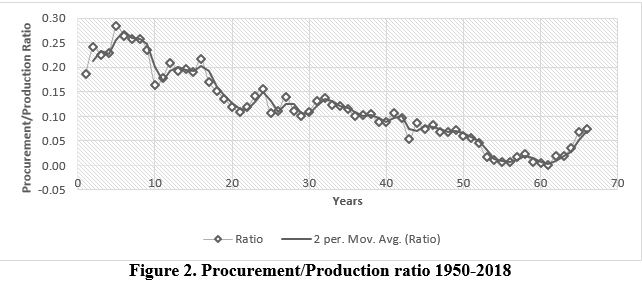 0.30
0.25
0.20
0.15
0.10
0.05
0.00
-0.05
Procurement/Production Ratio
0 10 20 30 40 50 60 70
Years
Ratio 2 per. Mov. Avg. (Ratio)
Figure 2. Procurement/Production ratio 1950-2018